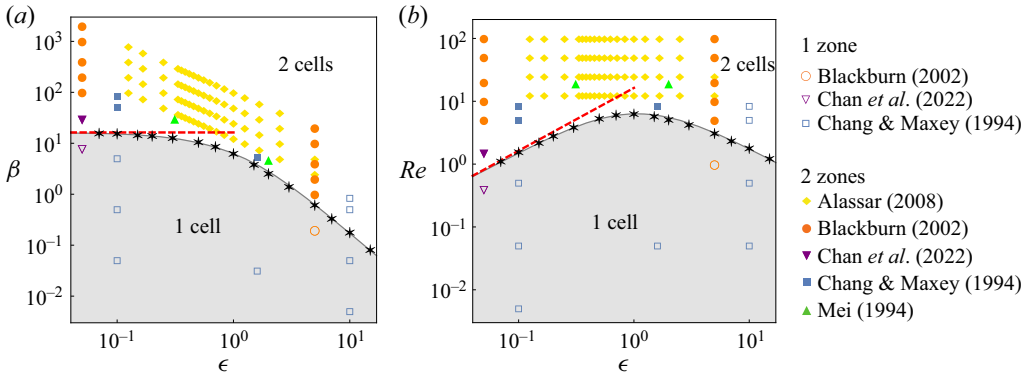 (a)
10³
10²
10¹
10⁰
10⁻¹
10⁻²
β
2 cells
1 cell
10⁻¹
10⁰
10¹
ϵ
(b)
10²
10¹
10⁰
10⁻¹
10⁻²
Re
2 cells
1 cell
10⁻¹
10⁰
10¹
ϵ
1 zone
Blackburn (2002)
Chan et al. (2022)
Chang & Maxey (1994)
2 zones
Alassar (2008)
Blackburn (2002)
Chan et al. (2022)
Chang & Maxey (1994)
Mei (1994)